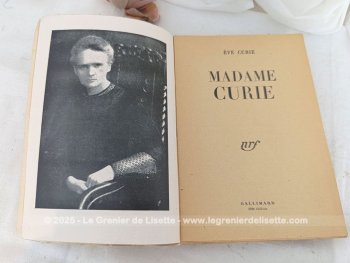 ÈVE CURIE
MADAME
CURIE
nrf
GALLIMARD
© 2025 - Le Grenier de Lisette - www.legrenierdelisette.com